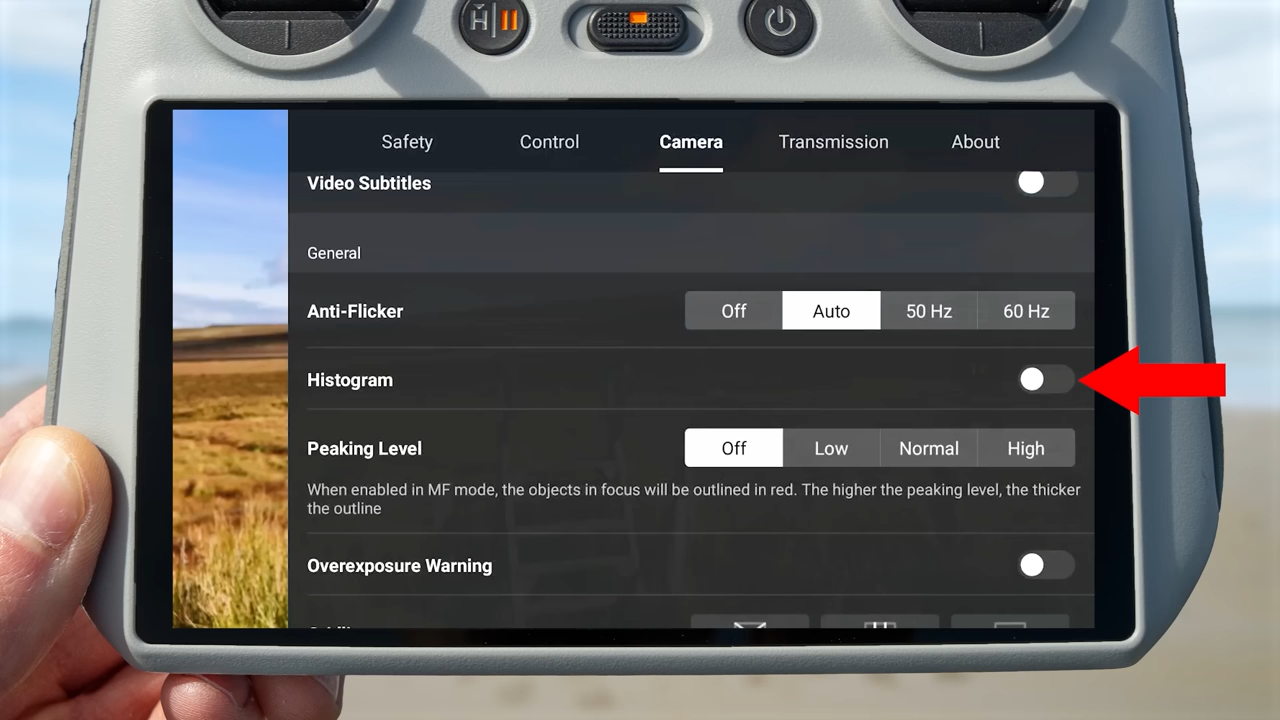 H
Safety Control Camera Transmission About
Video Subtitles
General
Anti-Flicker Off Auto 50 Hz 60 Hz
Histogram
Peaking Level Off Low Normal High
When enabled in MF mode, the objects in focus will be outlined in red. The higher the peaking level, the thicker
the outline
Overexposure Warning